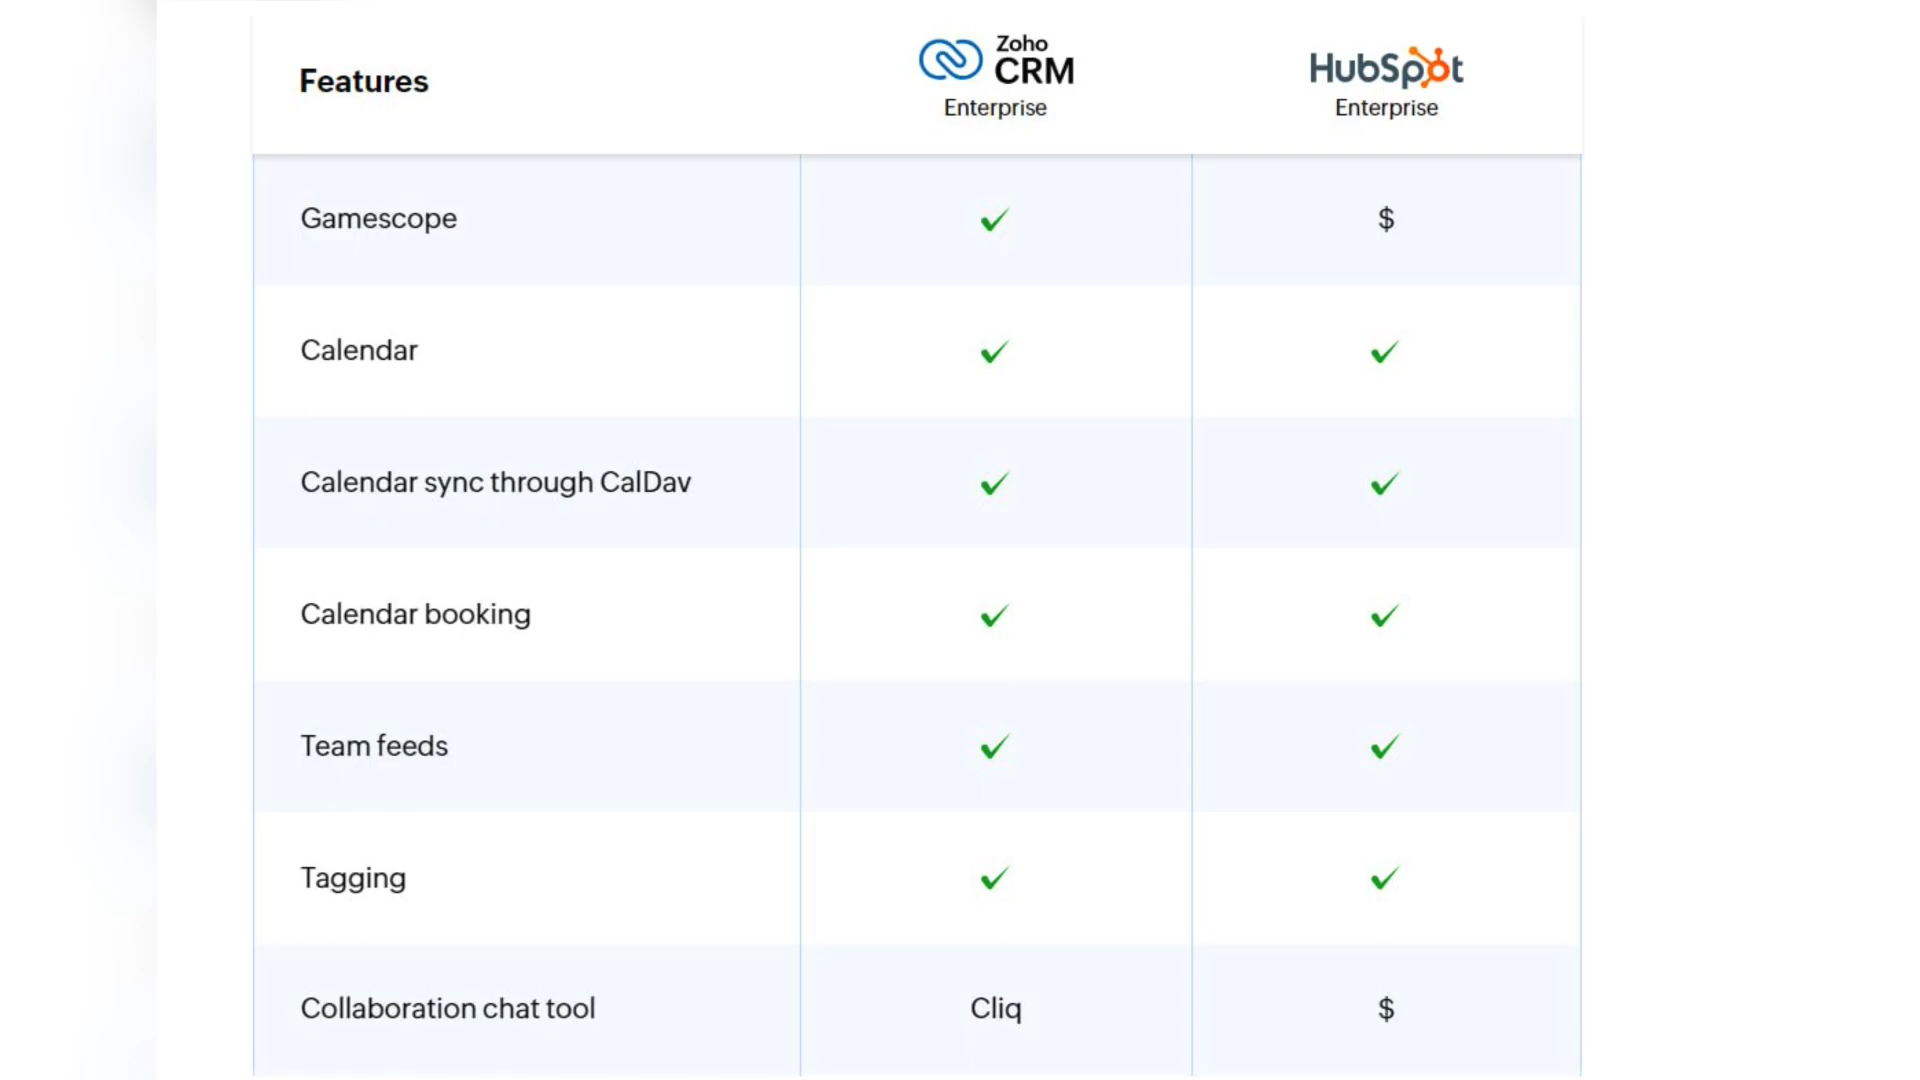 Features
Zoho
CRM
Enterprise
HubSpot
Enterprise
Gamescope
$
Calendar
Calendar sync through CalDav
Calendar booking
Team feeds
Tagging
Collaboration chat tool
Cliq
$